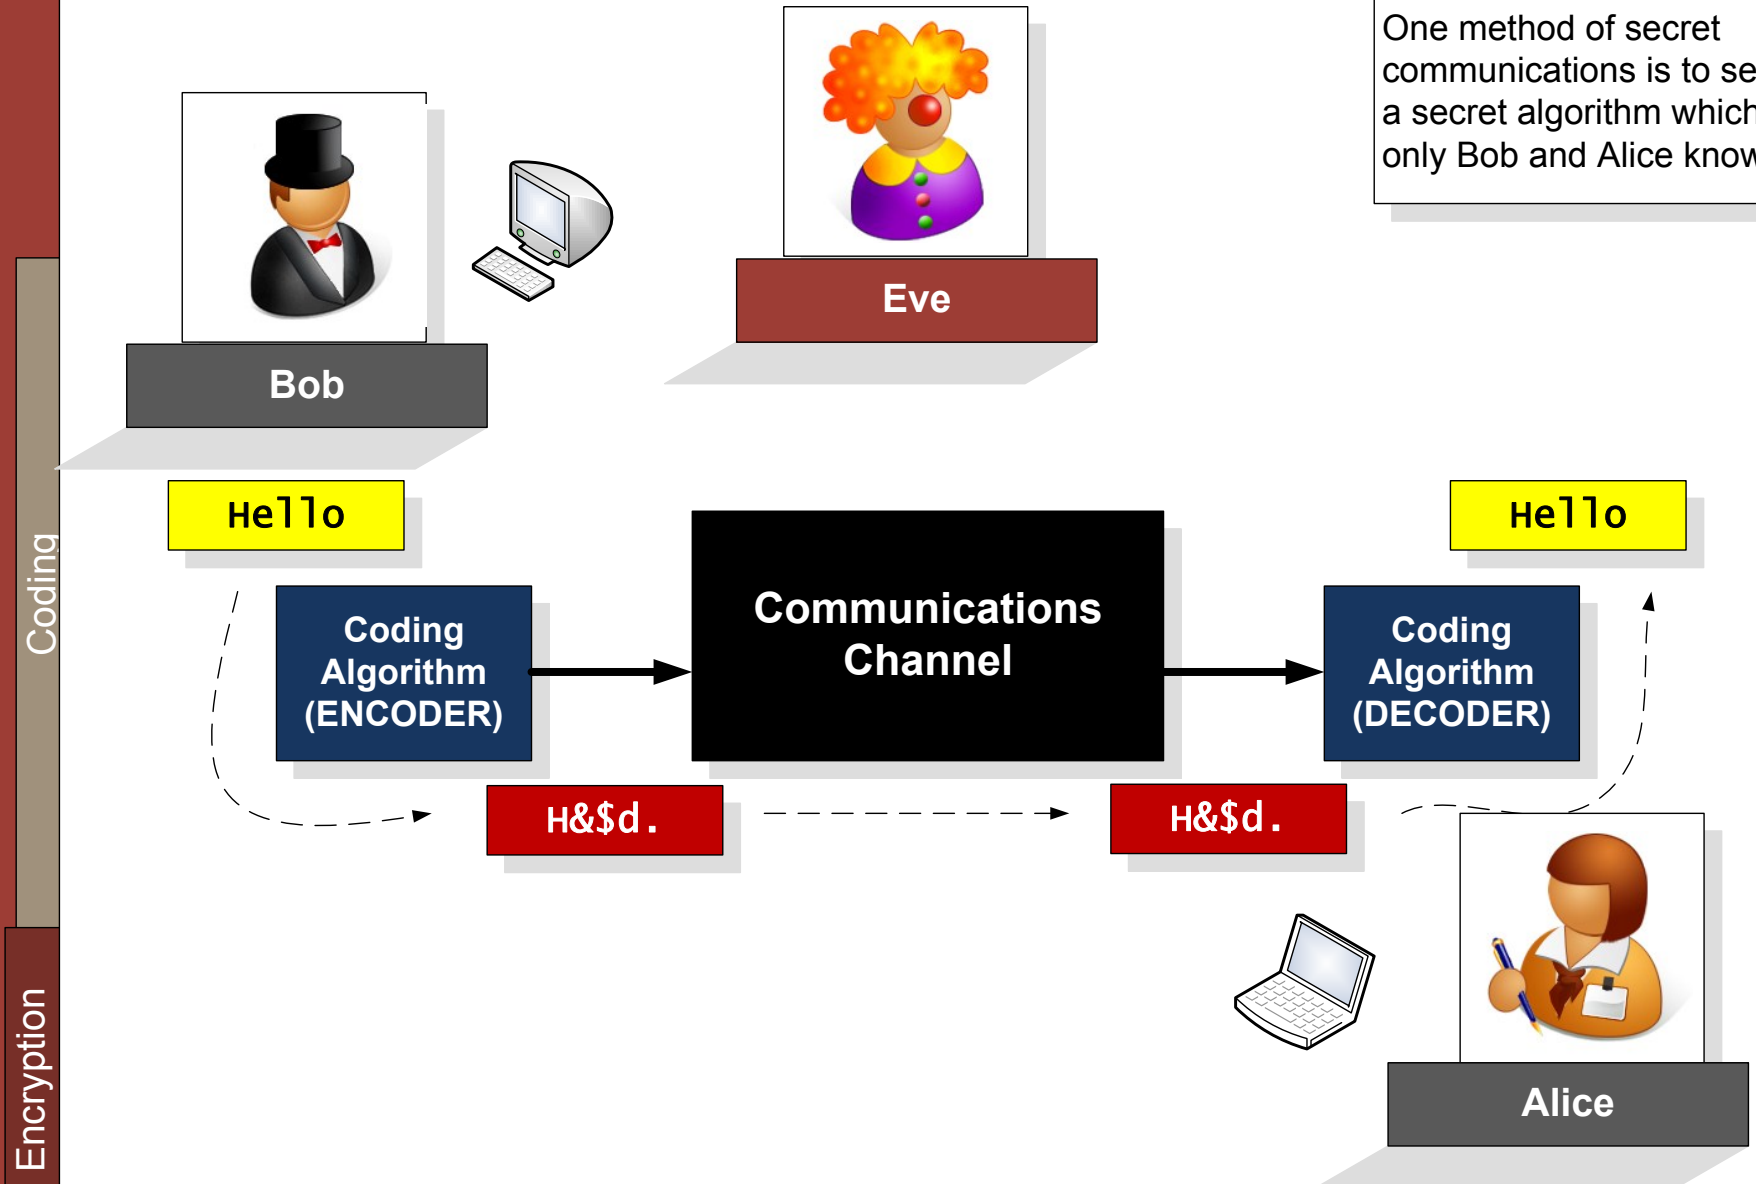 One method of secret
communications is to se
a secret algorithm which
only Bob and Alice know
Eve
Bob
Hello
Hello
Coding
Algorithm
(ENCODER)
Communications
Channel
Coding
Algorithm
(DECODER)
H&$d.
H&$d.
Alice
Coding
Encryption